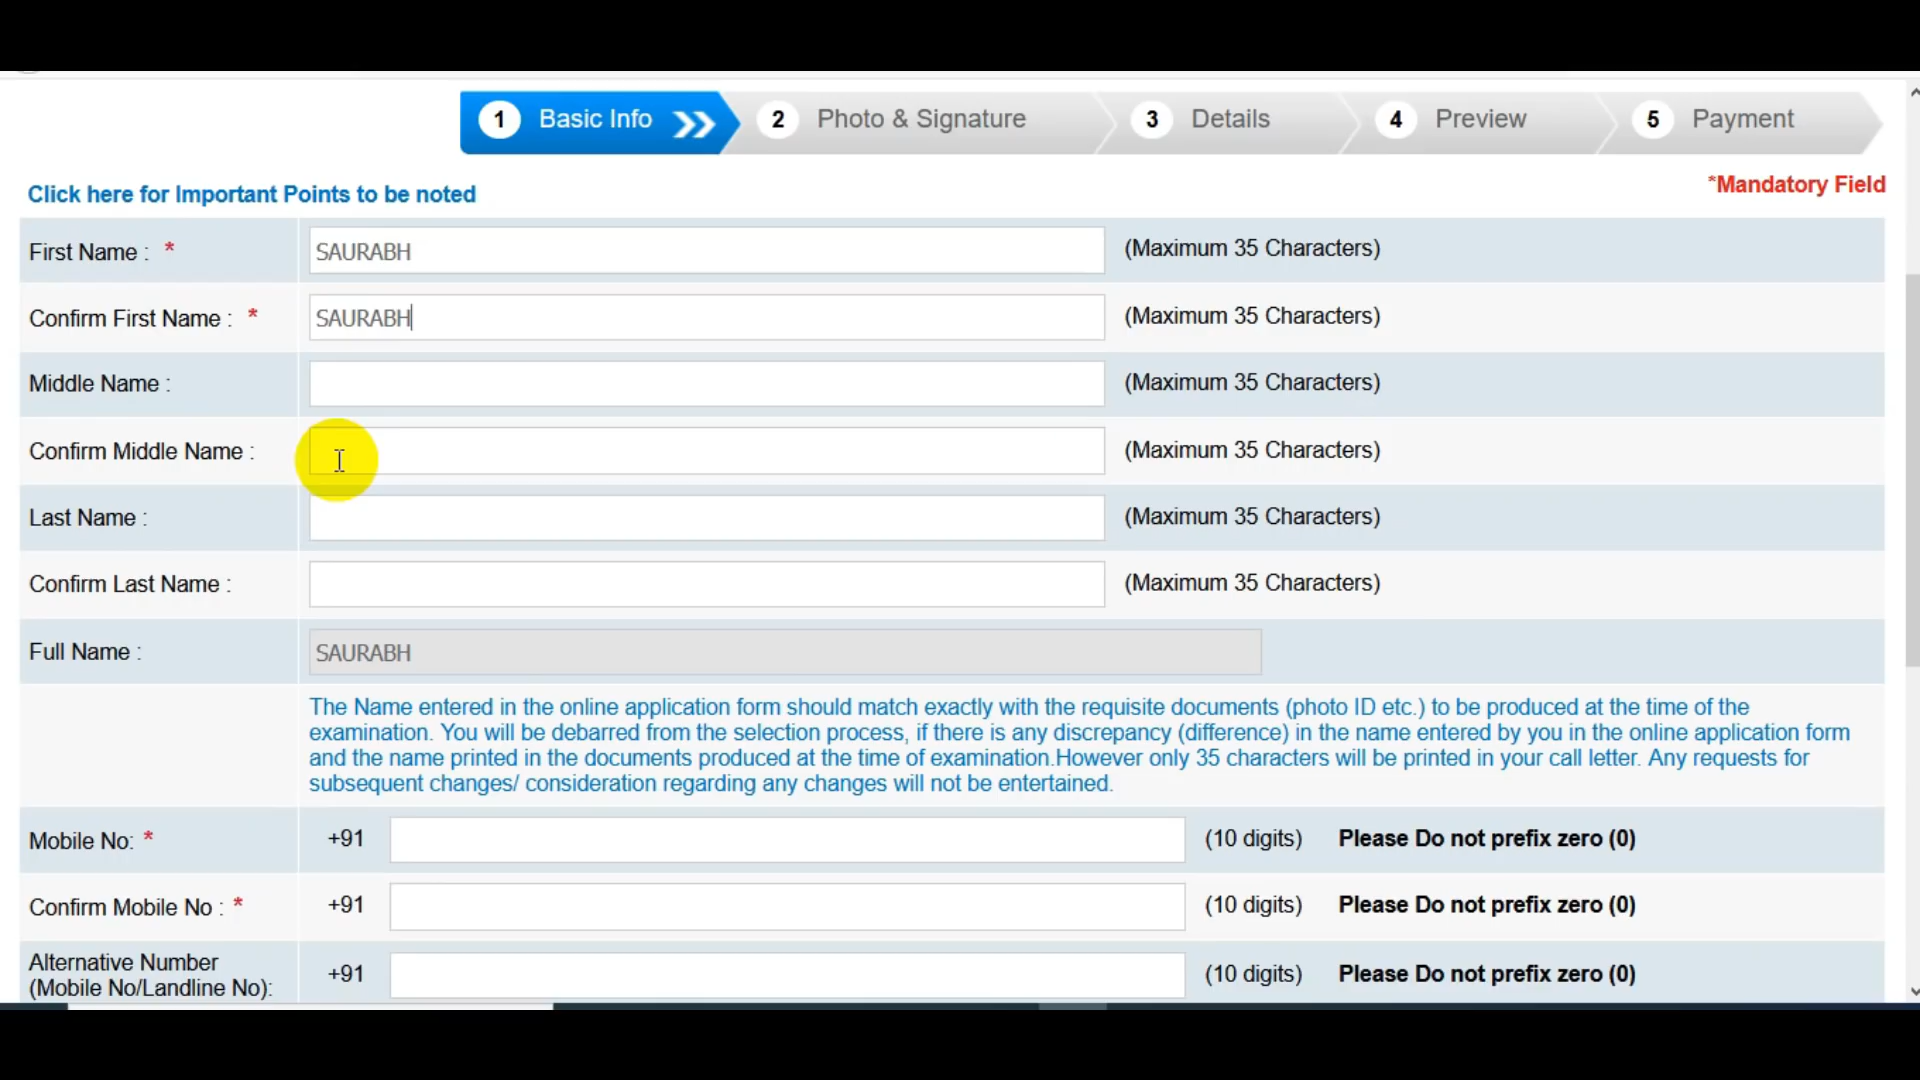 1 Basic Info 2 Photo & Signature 3 Details 4 Preview 5 Payment
Click here for Important Points to be noted *Mandatory Field
First Name : * SAURABH (Maximum 35 Characters)
Confirm First Name : * SAURABH (Maximum 35 Characters)
Middle Name : (Maximum 35 Characters)
Confirm Middle Name : (Maximum 35 Characters)
Last Name : (Maximum 35 Characters)
Confirm Last Name : (Maximum 35 Characters)
Full Name : SAURABH
The Name entered in the online application form should match exactly with the requisite documents (photo ID etc.) to be produced at the time of the
examination. You will be debarred from the selection process, if there is any discrepancy (difference) in the name entered by you in the online application form
and the name printed in the documents produced at the time of examination.However only 35 characters will be printed in your call letter. Any requests for
subsequent changes/ consideration regarding any changes will not be entertained.
Mobile No: * +91 (10 digits) Please Do not prefix zero (0)
Confirm Mobile No : * +91 (10 digits) Please Do not prefix zero (0)
Alternative Number
(Mobile No/Landline No): +91 (10 digits) Please Do not prefix zero (0)